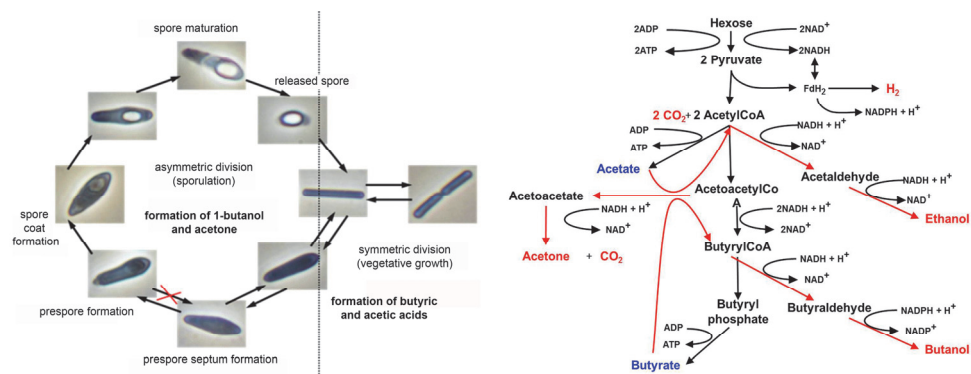 spore maturation
released spore
asymmetric division
(sporulation)
formation of 1-butanol
and acetone
spore
coat
formation
symmetric division
(vegetative growth)
formation of butyric
and acetic acids
prespore formation
prespore septum formation
Hexose
2ADP
2ATP
2NAD+
2NADH
2 Pyruvate
FdH2
H2
NADPH + H+
2 CO2+ 2 AcetylCoA
ADP
ATP
NADH + H+
NAD+
Acetate
Acetaldehyde
NADH + H+
NAD+
Ethanol
Acetoacetate
AcetoacetylCo
A
NADH + H+
NAD+
2NADH + H+
2NAD+
Acetone + CO2
ButyrylCoA
NADH + H+
NAD+
Butyryl
phosphate
Butyraldehyde
ADP
ATP
NADPH + H+
NADP+
Butyrate
Butanol